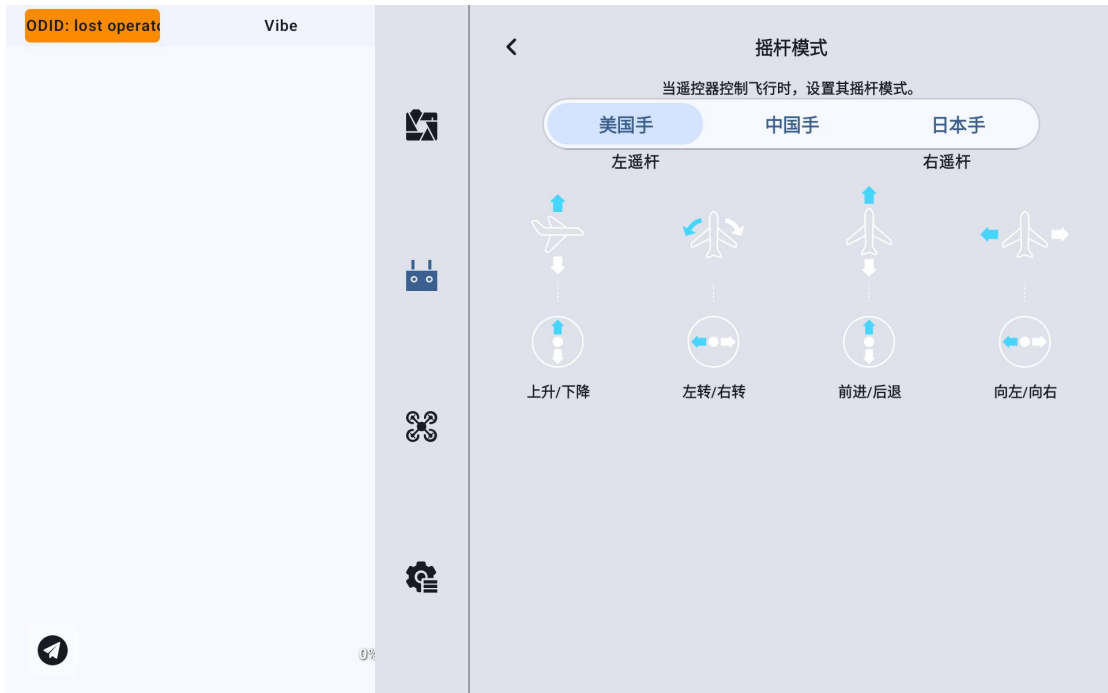 ODID: lost operato
Vibe
摇杆模式
当遥控器控制飞行时，设置其摇杆模式。
美国手 中国手 日本手
左遥杆 右遥杆
上升/下降 左转/右转 前进/后退 向左/向右
0%